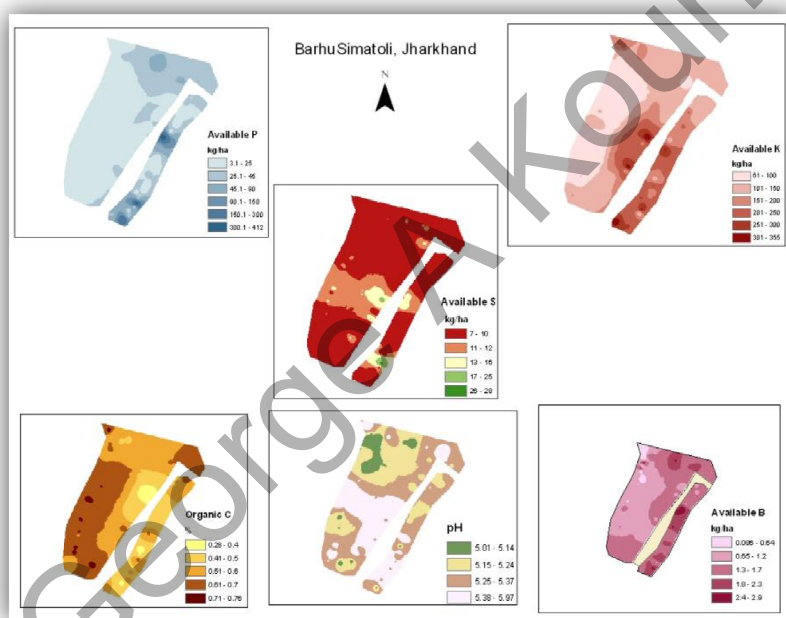 BarhuSimatoli, Jharkhand
N
Available P
kg/ha
3.1 - 25
25.1 - 45
45.1 - 90
90.1 - 150
150.1 - 300
300.1 - 412
Available K
kg/ha
51 - 100
101 - 150
151 - 200
201 - 250
251 - 300
301 - 355
Available S
kg/ha
7 - 10
11 - 12
13 - 16
17 - 25
26 - 29
Organic C
%
0.28 - 0.4
0.41 - 0.5
0.51 - 0.6
0.61 - 0.7
0.71 - 0.76
pH
5.01 - 5.14
5.15 - 5.24
5.25 - 5.37
5.38 - 5.97
Available B
kg/ha
0.65 - 1.2
1.3 - 1.7
1.8 - 2.3
2.4 - 2.9
George A Kouri